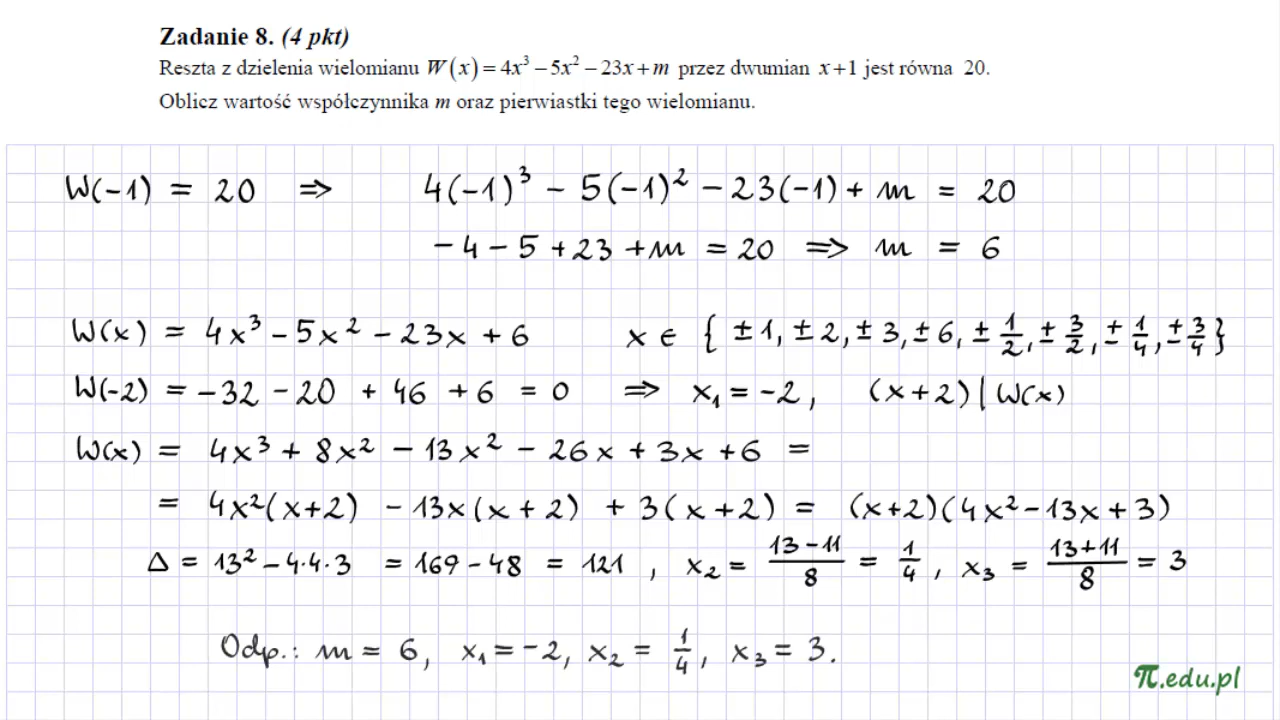 Zadanie 8. (4 pkt)
Reszta z dzielenia wielomianu W(x) = 4x³ − 5x² − 23x + m przez dwumian x+1 jest równa 20.
Oblicz wartość współczynnika m oraz pierwiastki tego wielomianu.
W(-1) = 20 ⇒ 4(-1)³ - 5(-1)² - 23(-1) + m = 20
-4 - 5 + 23 + m = 20 ⇒ m = 6
W(x) = 4x³ - 5x² - 23x + 6 x ∈ { ±1, ±2, ±3, ±6, ±1/2, ±3/2, ±1/4, ±3/4 }
W(-2) = -32 - 20 + 46 + 6 = 0 ⇒ x₁ = -2, (x+2) | W(x)
W(x) = 4x³ + 8x² - 13x² - 26x + 3x + 6 =
= 4x²(x+2) - 13x(x+2) + 3(x+2) = (x+2)(4x² - 13x + 3)
Δ = 13² - 4·4·3 = 169 - 48 = 121, x₂ = (13-11)/8 = 1/4, x₃ = (13+11)/8 = 3
Odp.: m = 6, x₁ = -2, x₂ = 1/4, x₃ = 3.
π.edu.pl